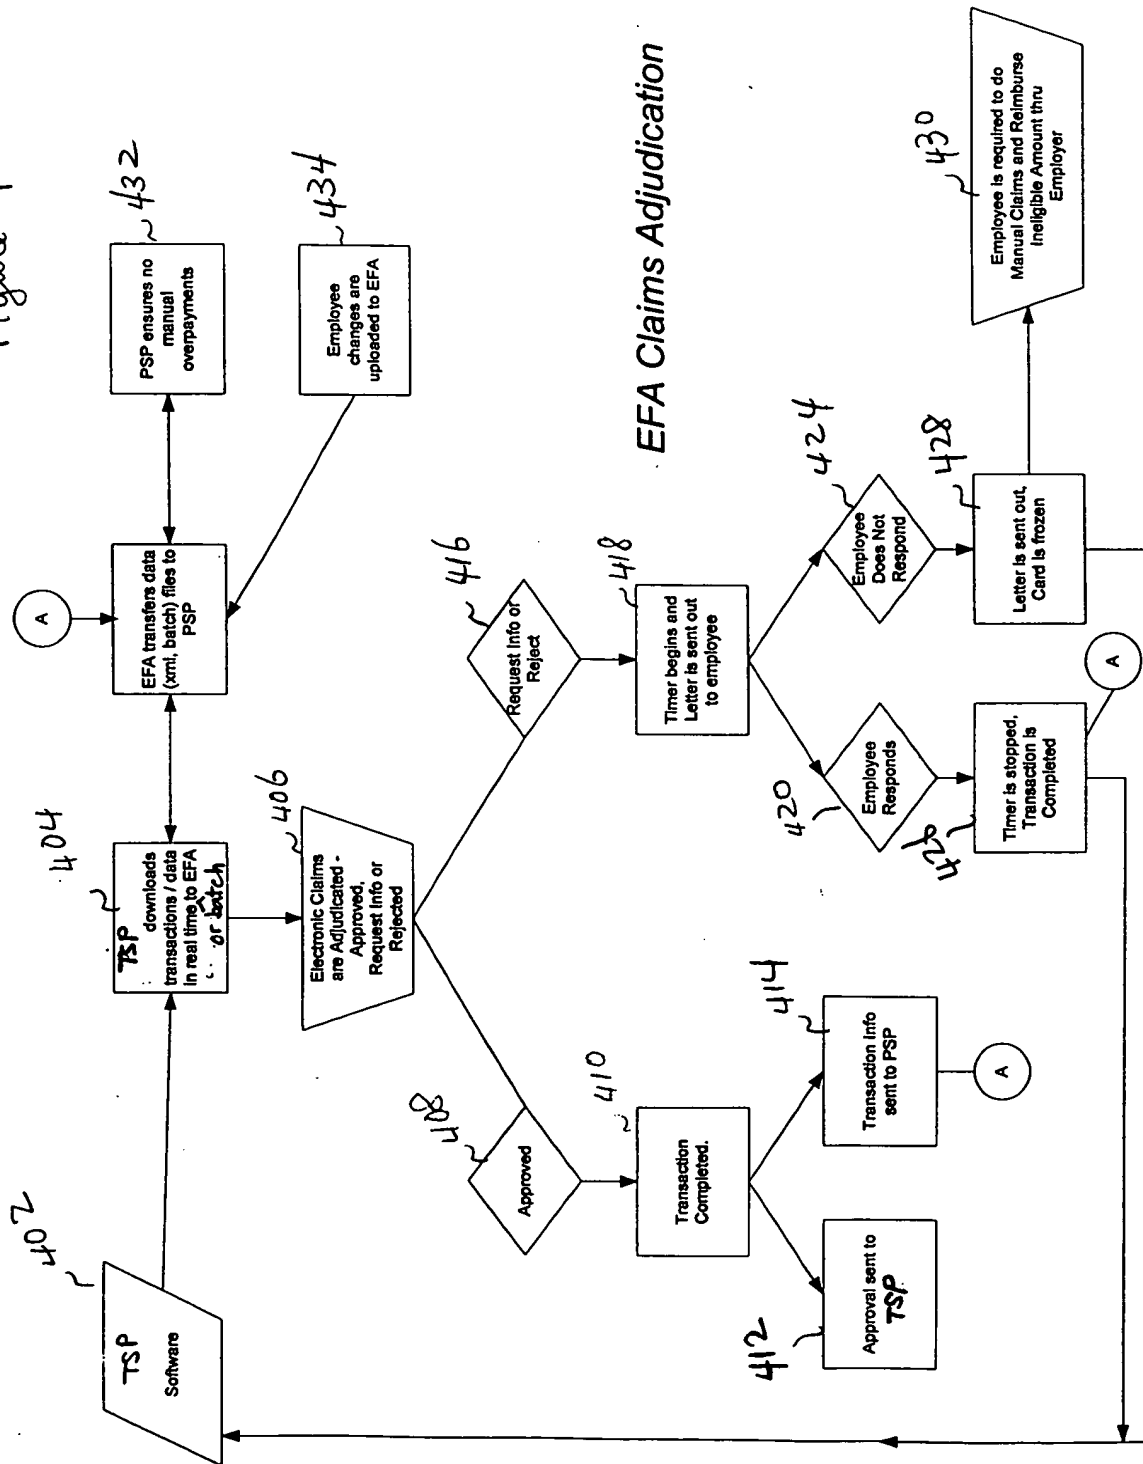 Figure 4
402
TSP
Software
404
TSP
downloads
transactions / data
in real time to EFA
or batch
A
EFA transfers data
(xml, batch) files to
PSP
432
PSP ensures no
manual
overpayments
434
Employee
changes are
uploaded to EFA
406
Electronic Claims
are Adjudicated -
Approved,
Request Info or
Rejected
408
Approved
416
Request Info or
Reject
410
Transaction
Completed.
418
Timer begins and
Letter is sent out
to employee
EFA Claims Adjudication
412
Approval sent to
TSP
414
Transaction Info
sent to PSP
A
420
Employee
Responds
424
Employee
Does Not
Respond
426
Timer is stopped,
Transaction is
Completed
A
428
Letter is sent out,
Card is frozen
430
Employee is required to do
Manual Claims and Reimburse
Ineligible Amount thru
Employer